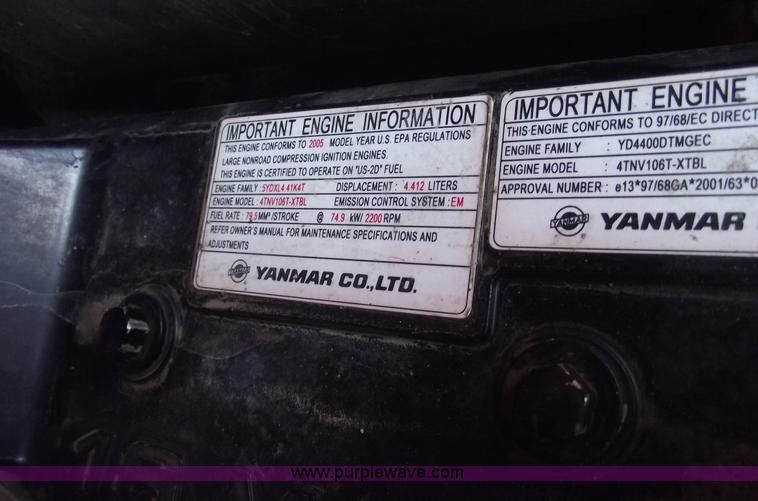 IMPORTANT ENGINE INFORMATION
THIS ENGINE CONFORMS TO 2005 MODEL YEAR U.S. EPA REGULATIONS
LARGE NONROAD COMPRESSION IGNITION ENGINES.
THIS ENGINE IS CERTIFIED TO OPERATE ON "US-2D" FUEL
ENGINE FAMILY : 5YDXL4.41K4T DISPLACEMENT : 4.412 LITERS
ENGINE MODEL : 4TNV106T-XTBL EMISSION CONTROL SYSTEM : EM
FUEL RATE : 79.5 MM³/STROKE @ 74.9 kW/ 2200 RPM
REFER OWNER'S MANUAL FOR MAINTENANCE SPECIFICATIONS AND
ADJUSTMENTS
YANMAR YANMAR CO.,LTD.
IMPORTANT ENGINE
THIS ENGINE CONFORMS TO 97/68/EC DIRECT
ENGINE FAMILY : YD4400DTMGEC
ENGINE MODEL : 4TNV106T-XTBL
APPROVAL NUMBER : e13*97/68GA*2001/63*0
YANMAR YANMAR
www.purplewave.com